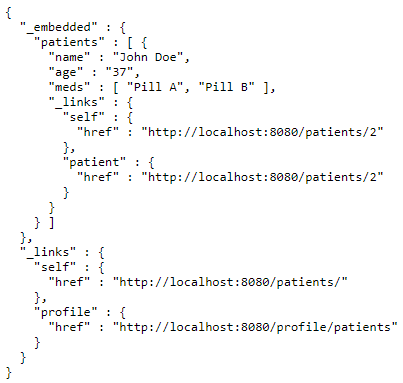 {
  "_embedded" : {
    "patients" : [ {
      "name" : "John Doe",
      "age" : "37",
      "meds" : [ "Pill A", "Pill B" ],
      "_links" : {
        "self" : {
          "href" : "http://localhost:8080/patients/2"
        },
        "patient" : {
          "href" : "http://localhost:8080/patients/2"
        }
      }
    } ]
  },
  "_links" : {
    "self" : {
      "href" : "http://localhost:8080/patients/"
    },
    "profile" : {
      "href" : "http://localhost:8080/profile/patients"
    }
  }
}